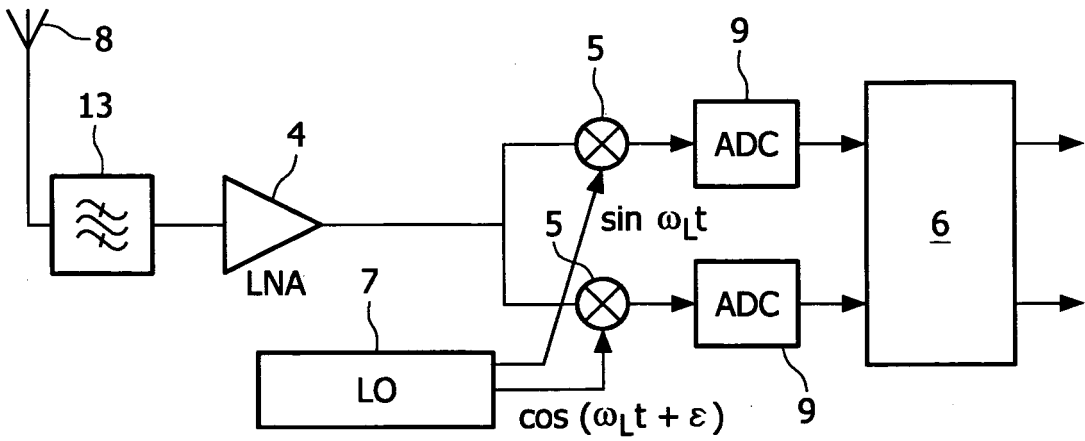 8
13
4
LNA
5
9
ADC
sin ωLt
5
6
7
LO
ADC
9
cos (ωLt + ε)